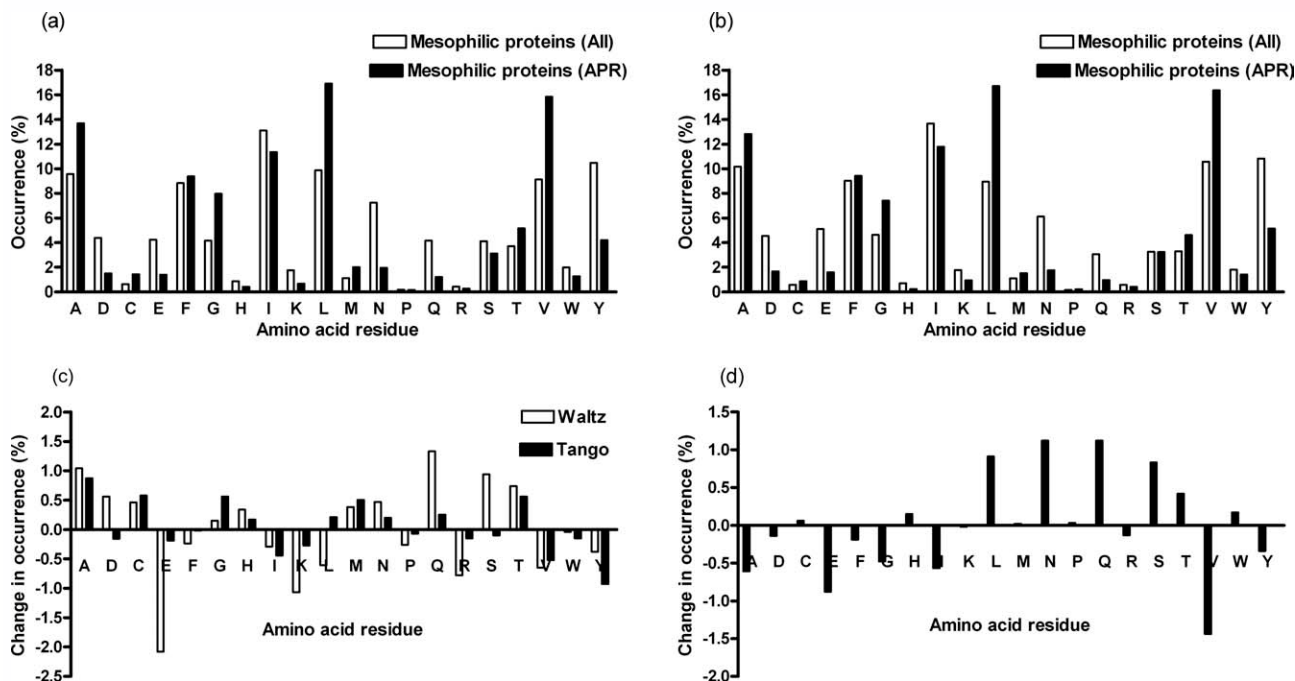 (a)
Mesophilic proteins (All)
Mesophilic proteins (APR)
18
16
14
12
10
8
6
4
2
0
Occurrence (%)
A D C E F G H I K L M N P Q R S T V W Y
Amino acid residue
(b)
Mesophilic proteins (All)
Mesophilic proteins (APR)
18
16
14
12
10
8
6
4
2
0
Occurrence (%)
A D C E F G H I K L M N P Q R S T V W Y
Amino acid residue
(c)
Waltz
Tango
2.0
1.5
1.0
0.5
0.0
-0.5
-1.0
-1.5
-2.0
-2.5
Change in occurrence (%)
A D C E F G H I K L M N P Q R S T V W Y
Amino acid residue
(d)
1.5
1.0
0.5
0.0
-0.5
-1.0
-1.5
-2.0
Change in occurrence (%)
A D C E F G H I K L M N P Q R S T V W Y
Amino acid residue